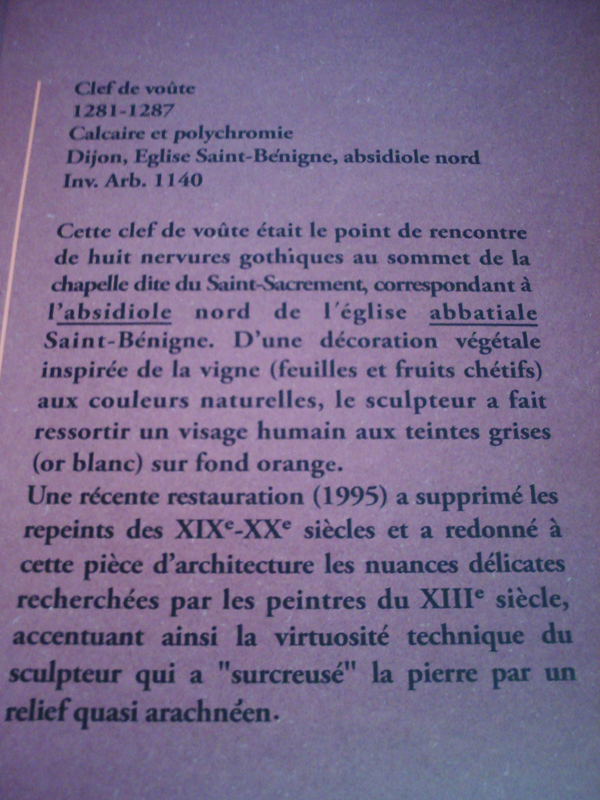 Clef de voûte
1281-1287
Calcaire et polychromie
Dijon, Eglise Saint-Bénigne, absidiole nord
Inv. Arb. 1140
Cette clef de voûte était le point de rencontre
de huit nervures gothiques au sommet de la
chapelle dite du Saint-Sacrement, correspondant à
l'absidiole nord de l'église abbatiale
Saint-Bénigne. D'une décoration végétale
inspirée de la vigne (feuilles et fruits chétifs)
aux couleurs naturelles, le sculpteur a fait
ressortir un visage humain aux teintes grises
(or blanc) sur fond orange.
Une récente restauration (1995) a supprimé les
repeints des XIXe-XXe siècles et a redonné à
cette pièce d'architecture les nuances délicates
recherchées par les peintres du XIIIe siècle,
accentuant ainsi la virtuosité technique du
sculpteur qui a "surcreusé" la pierre par un
relief quasi arachnéen.